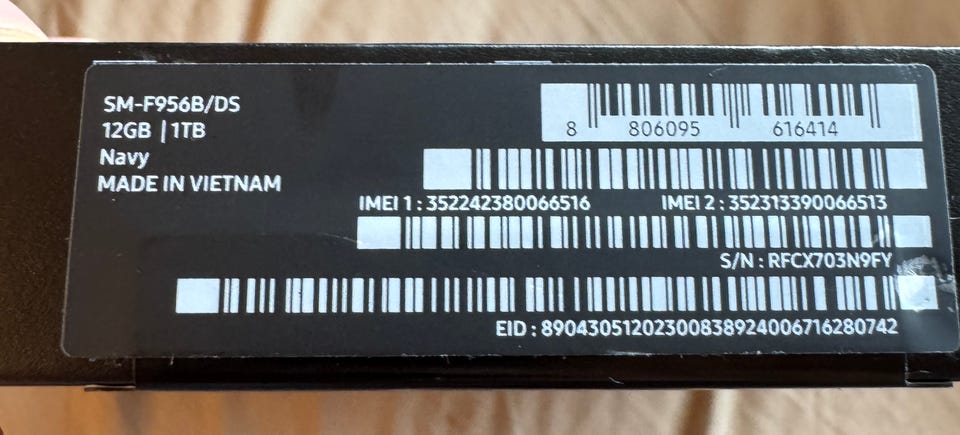 SM-F956B/DS
12GB | 1TB
Navy
MADE IN VIETNAM
8 806095 616414
IMEI 1 : 352242380066516 IMEI 2 : 352313390066513
S/N : RFCX703N9FY
EID : 89043051202300838924006716280742